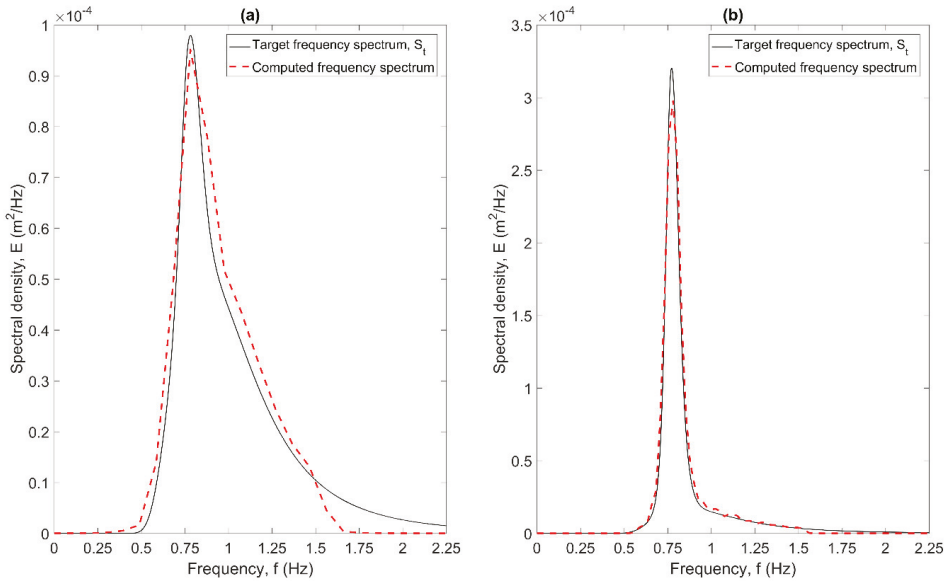 (a)
×10⁻⁴
Target frequency spectrum, Sₜ
Computed frequency spectrum
1
0.9
0.8
0.7
0.6
0.5
0.4
0.3
0.2
0.1
0
Spectral density, E (m²/Hz)
0 0.25 0.5 0.75 1 1.25 1.5 1.75 2 2.25
Frequency, f (Hz)
(b)
×10⁻⁴
Target frequency spectrum, Sₜ
Computed frequency spectrum
3.5
3
2.5
2
1.5
1
0.5
0
Spectral density, E (m²/Hz)
0 0.25 0.5 0.75 1 1.25 1.5 1.75 2 2.25
Frequency, f (Hz)